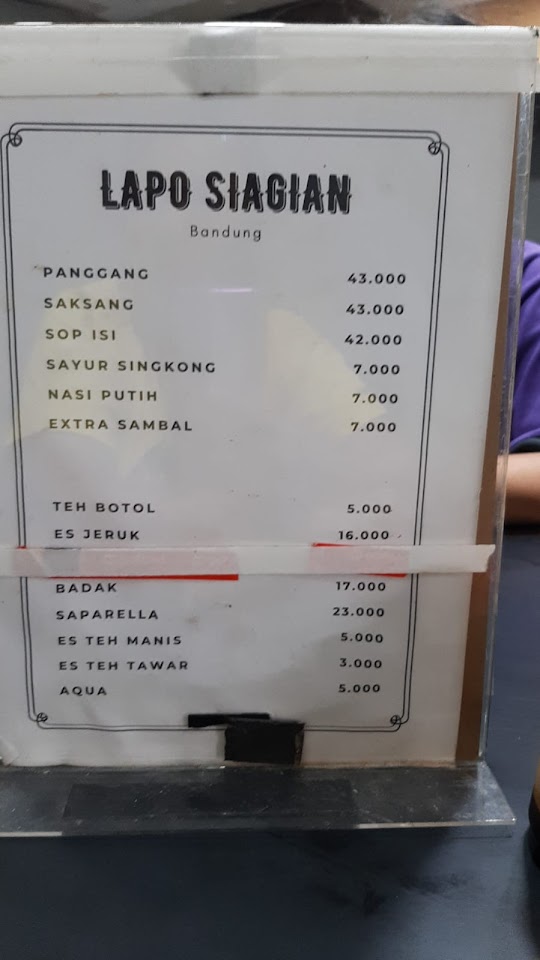 LAPO SIAGIAN
Bandung
PANGGANG 43.000
SAKSANG 43.000
SOP ISI 42.000
SAYUR SINGKONG 7.000
NASI PUTIH 7.000
EXTRA SAMBAL 7.000
TEH BOTOL 5.000
ES JERUK 16.000
BADAK 17.000
SAPARELLA 23.000
ES TEH MANIS 5.000
ES TEH TAWAR 3.000
AQUA 5.000